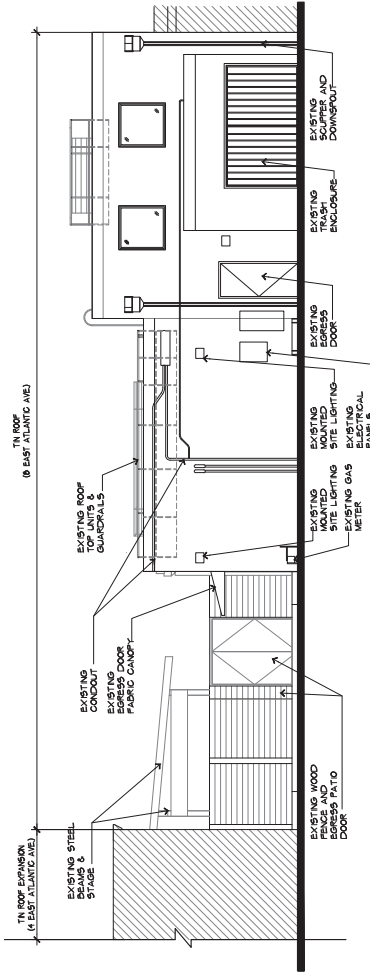 TIN ROOF EXPANSION
(4 EAST ATLANTIC AVE)
TIN ROOF
(8 EAST ATLANTIC AVE)
EXISTING STEEL
BEAMS &
STAGE
EXISTING
CONDOUT
EXISTING
EGRESS DOOR
FABRIC CANOPY
EXISTING ROOF
TOP UNITS &
GUARDRAILS
EXISTING WOOD
FENCE AND
EGRESS PATIO
DOOR
EXISTING
MOUNTED
SITE LIGHTING
EXISTING GAS
METER
EXISTING
MOUNTED
SITE LIGHTING
EXISTING
ELECTRICAL
PANELS
EXISTING
EGRESS
DOOR
EXISTING
TRASH
ENCLOSURE
EXISTING
SCUPPER AND
DOWNSPOUT